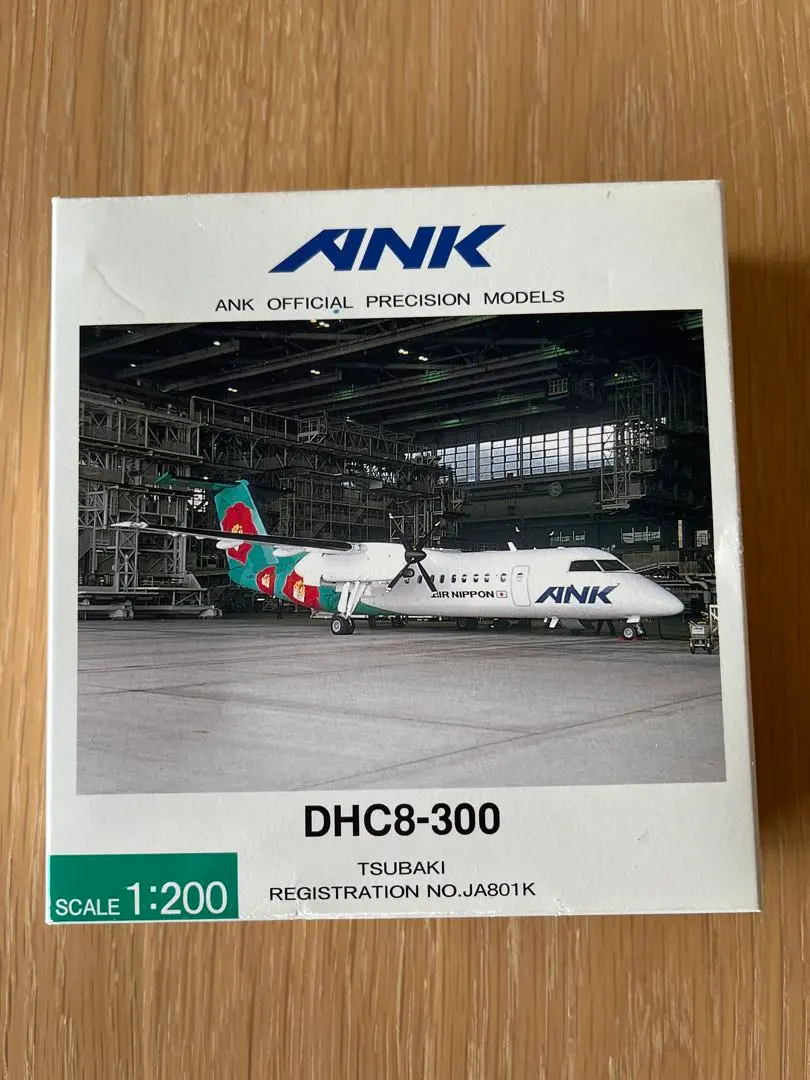 ANK
ANK OFFICIAL PRECISION MODELS
AIR NIPPON
ANK
DHC8-300
TSUBAKI
REGISTRATION NO.JA801K
SCALE 1:200